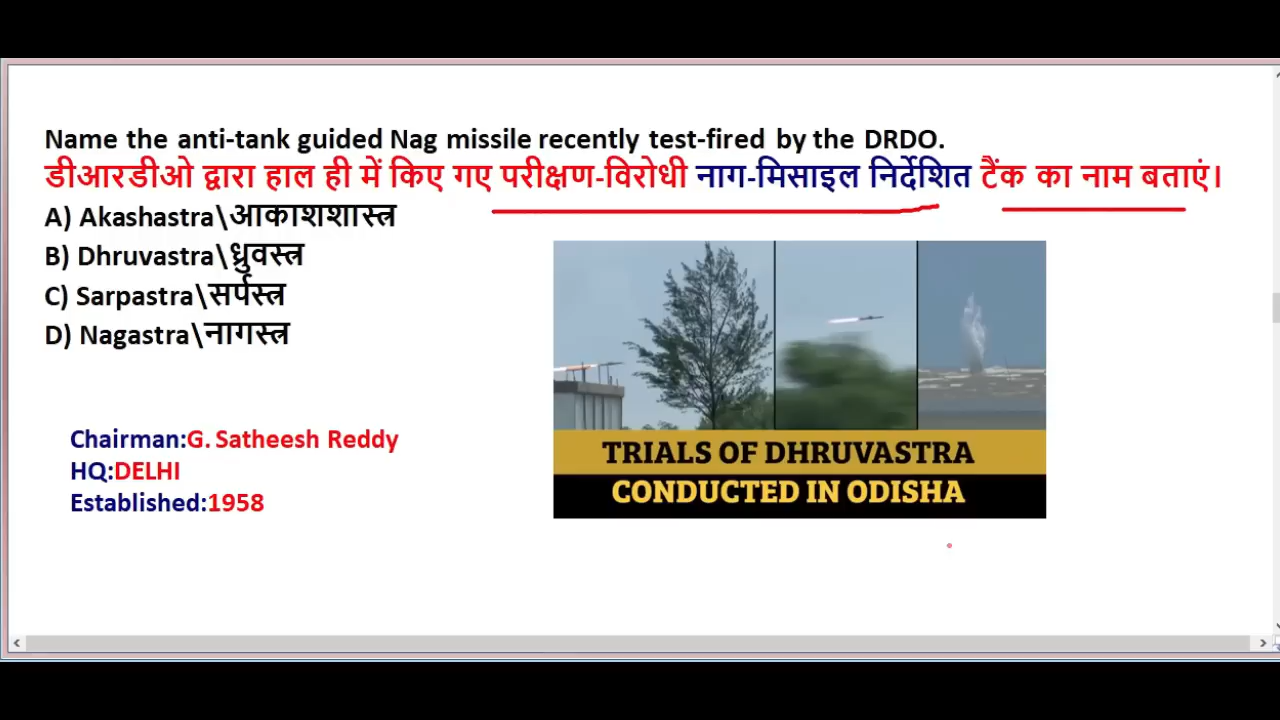 Name the anti-tank guided Nag missile recently test-fired by the DRDO.
डीआरडीओ द्वारा हाल ही में किए गए परीक्षण-विरोधी नाग-मिसाइल निर्देशित टैंक का नाम बताएं।
A) Akashastra\आकाशशास्त्र
B) Dhruvastra\ध्रुवस्त्र
C) Sarpastra\सर्पस्त्र
D) Nagastra\नागस्त्र
Chairman:G. Satheesh Reddy
HQ:DELHI
Established:1958
TRIALS OF DHRUVASTRA
CONDUCTED IN ODISHA